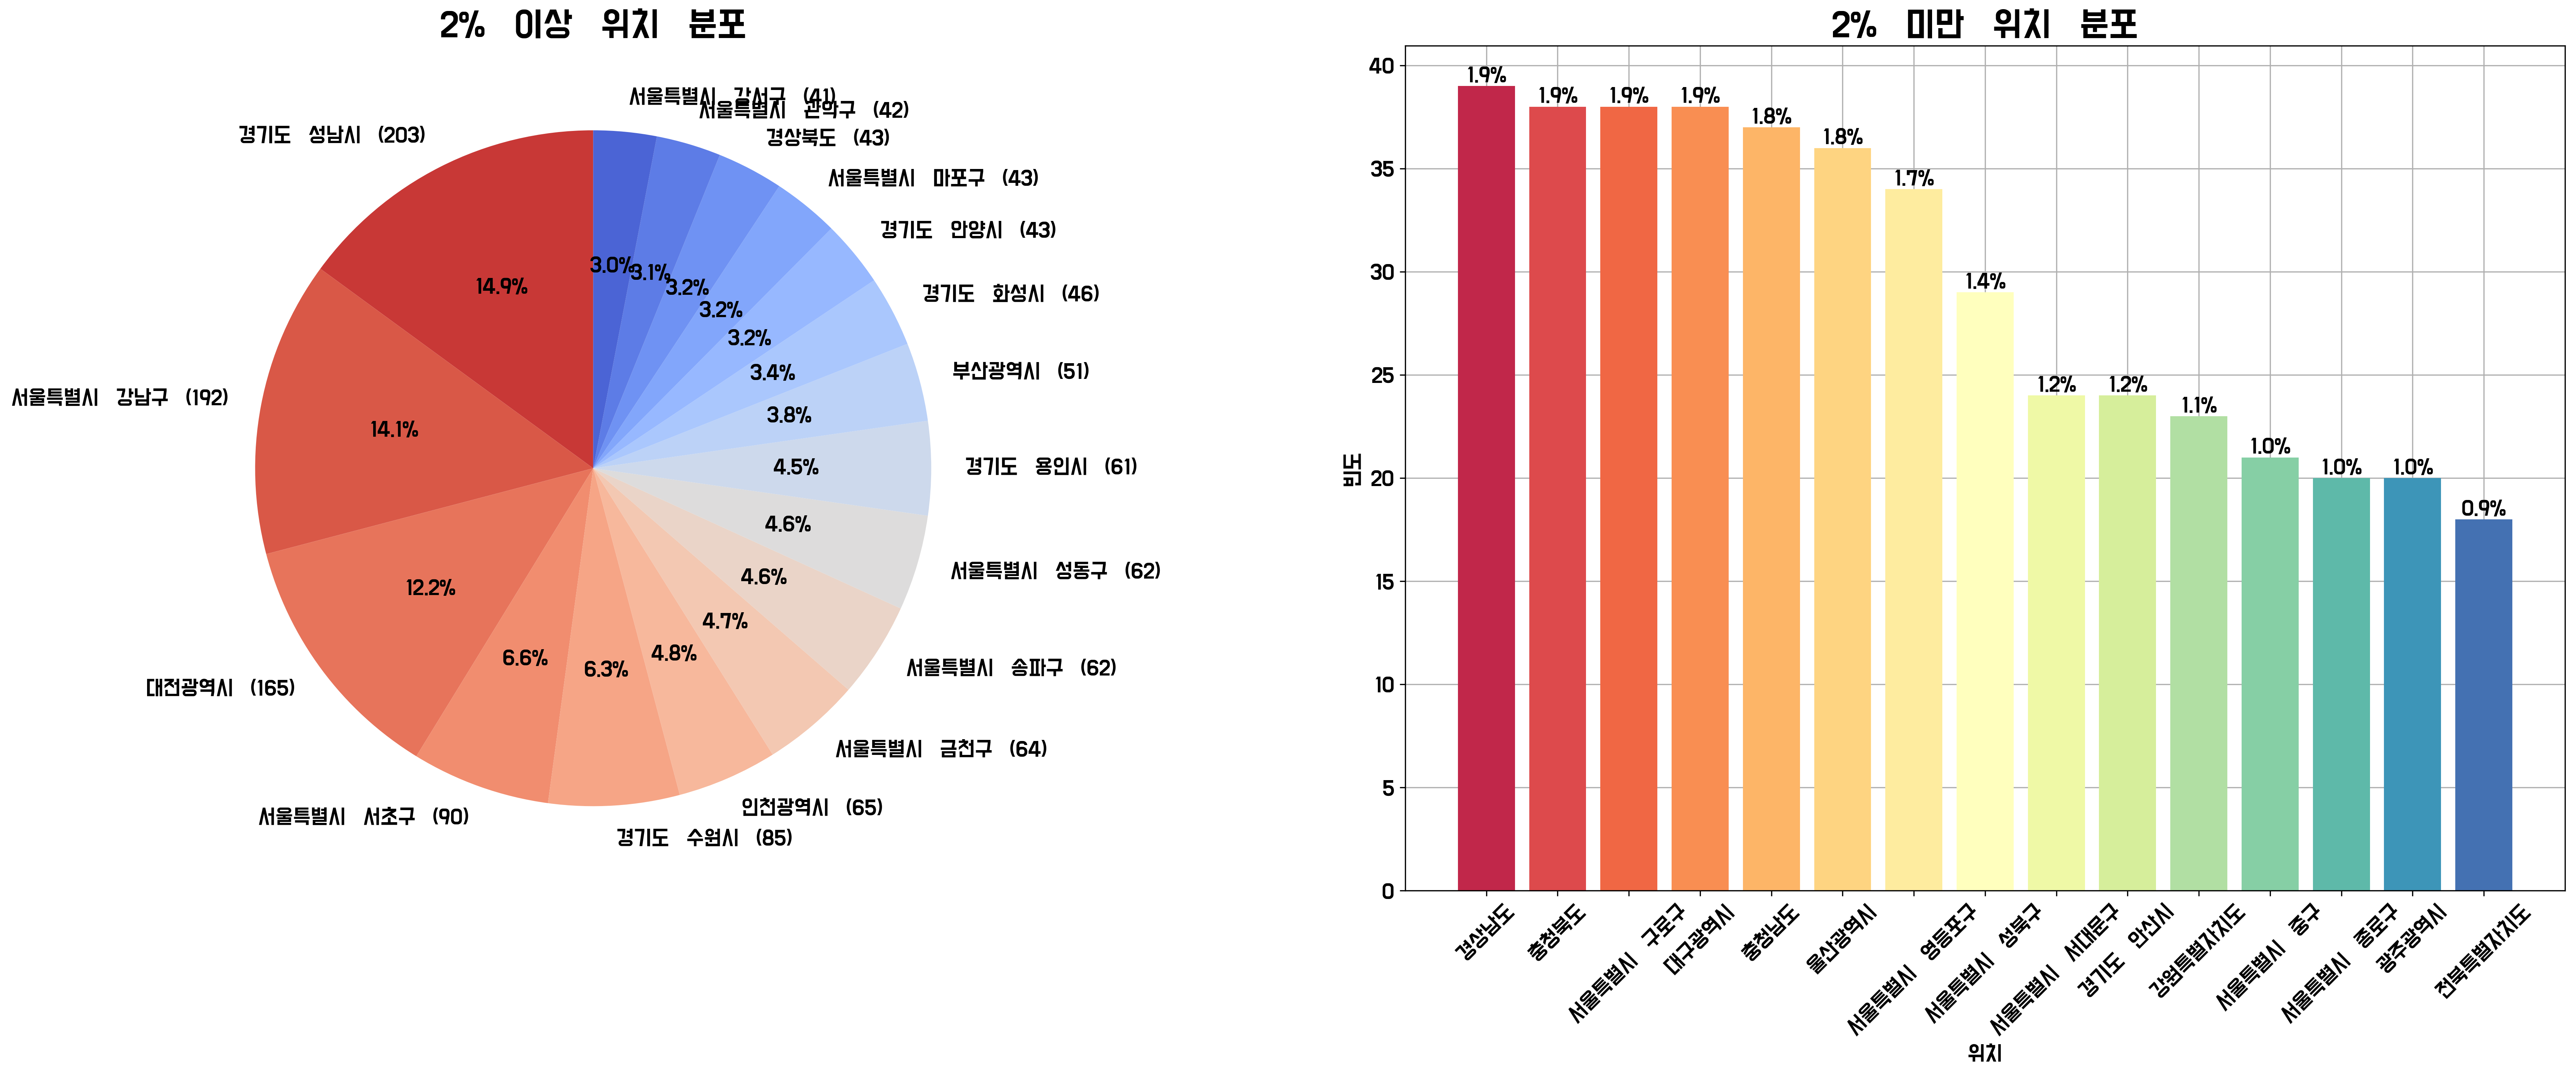 2% 이상 위치 분포
서울특별시 강서구 (41)
서울특별시 관악구 (42)
경상북도 (43)
서울특별시 마포구 (43)
경기도 안양시 (43)
경기도 화성시 (46)
부산광역시 (51)
경기도 용인시 (61)
서울특별시 성동구 (62)
서울특별시 송파구 (62)
서울특별시 금천구 (64)
인천광역시 (65)
경기도 수원시 (85)
서울특별시 서초구 (90)
대전광역시 (165)
서울특별시 강남구 (192)
경기도 성남시 (203)
3.0%
3.1%
3.2%
3.2%
3.2%
3.4%
3.8%
4.5%
4.6%
4.6%
4.7%
4.8%
6.3%
6.6%
12.2%
14.1%
14.9%
2% 미만 위치 분포
빈도
40
35
30
25
20
15
10
5
0
1.9%
1.9%
1.9%
1.9%
1.8%
1.8%
1.7%
1.4%
1.2%
1.2%
1.1%
1.0%
1.0%
1.0%
0.9%
경상남도
충청북도
서울특별시 구로구
대구광역시
충청남도
울산광역시
서울특별시 영등포구
서울특별시 성북구
서울특별시 서대문구
경기도 안산시
강원특별자치도
서울특별시 중구
서울특별시 종로구
광주광역시
전북특별자치도
위치